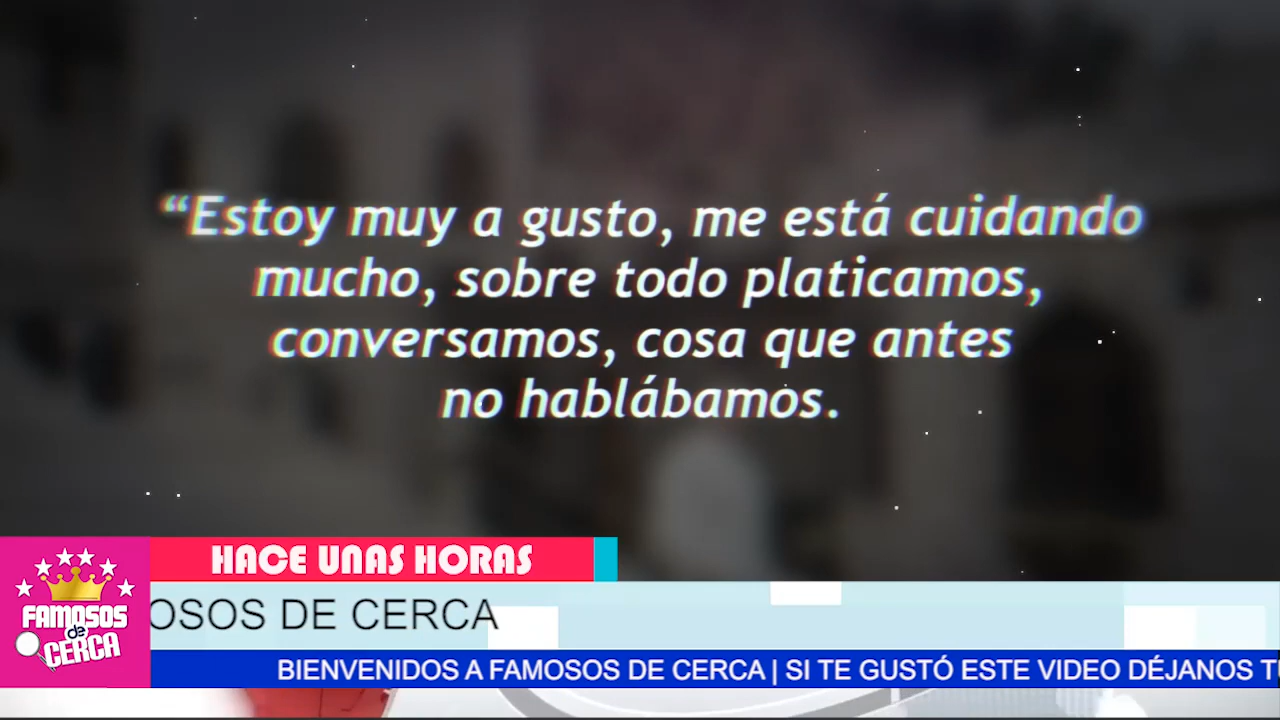 “Estoy muy a gusto, me está cuidando
mucho, sobre todo platicamos,
conversamos, cosa que antes
no hablábamos.
HACE UNAS HORAS
OSOS DE CERCA
FAMOSOS
de
CERCA
BIENVENIDOS A FAMOSOS DE CERCA | SI TE GUSTÓ ESTE VIDEO DÉJANOS T